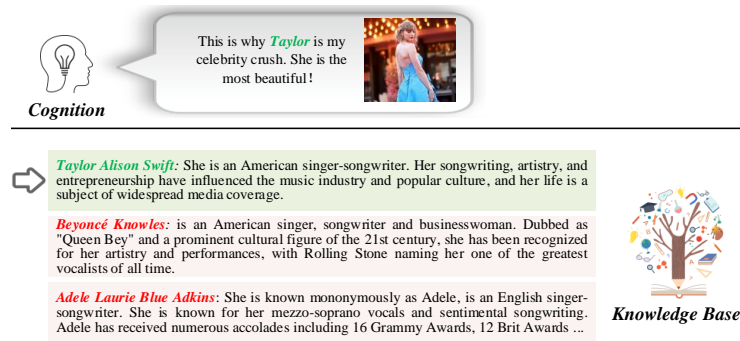 This is why Taylor is my
celebrity crush. She is the
most beautiful!
Cognition
Taylor Alison Swift: She is an American singer-songwriter. Her songwriting, artistry, and
entrepreneurship have influenced the music industry and popular culture, and her life is a
subject of widespread media coverage.
Beyoncé Knowles: is an American singer, songwriter and businesswoman. Dubbed as
"Queen Bey" and a prominent cultural figure of the 21st century, she has been recognized
for her artistry and performances, with Rolling Stone naming her one of the greatest
vocalists of all time.
Adele Laurie Blue Adkins: She is known mononymously as Adele, is an English singer-
songwriter. She is known for her mezzo-soprano vocals and sentimental songwriting.
Adele has received numerous accolades including 16 Grammy Awards, 12 Brit Awards ...
Knowledge Base